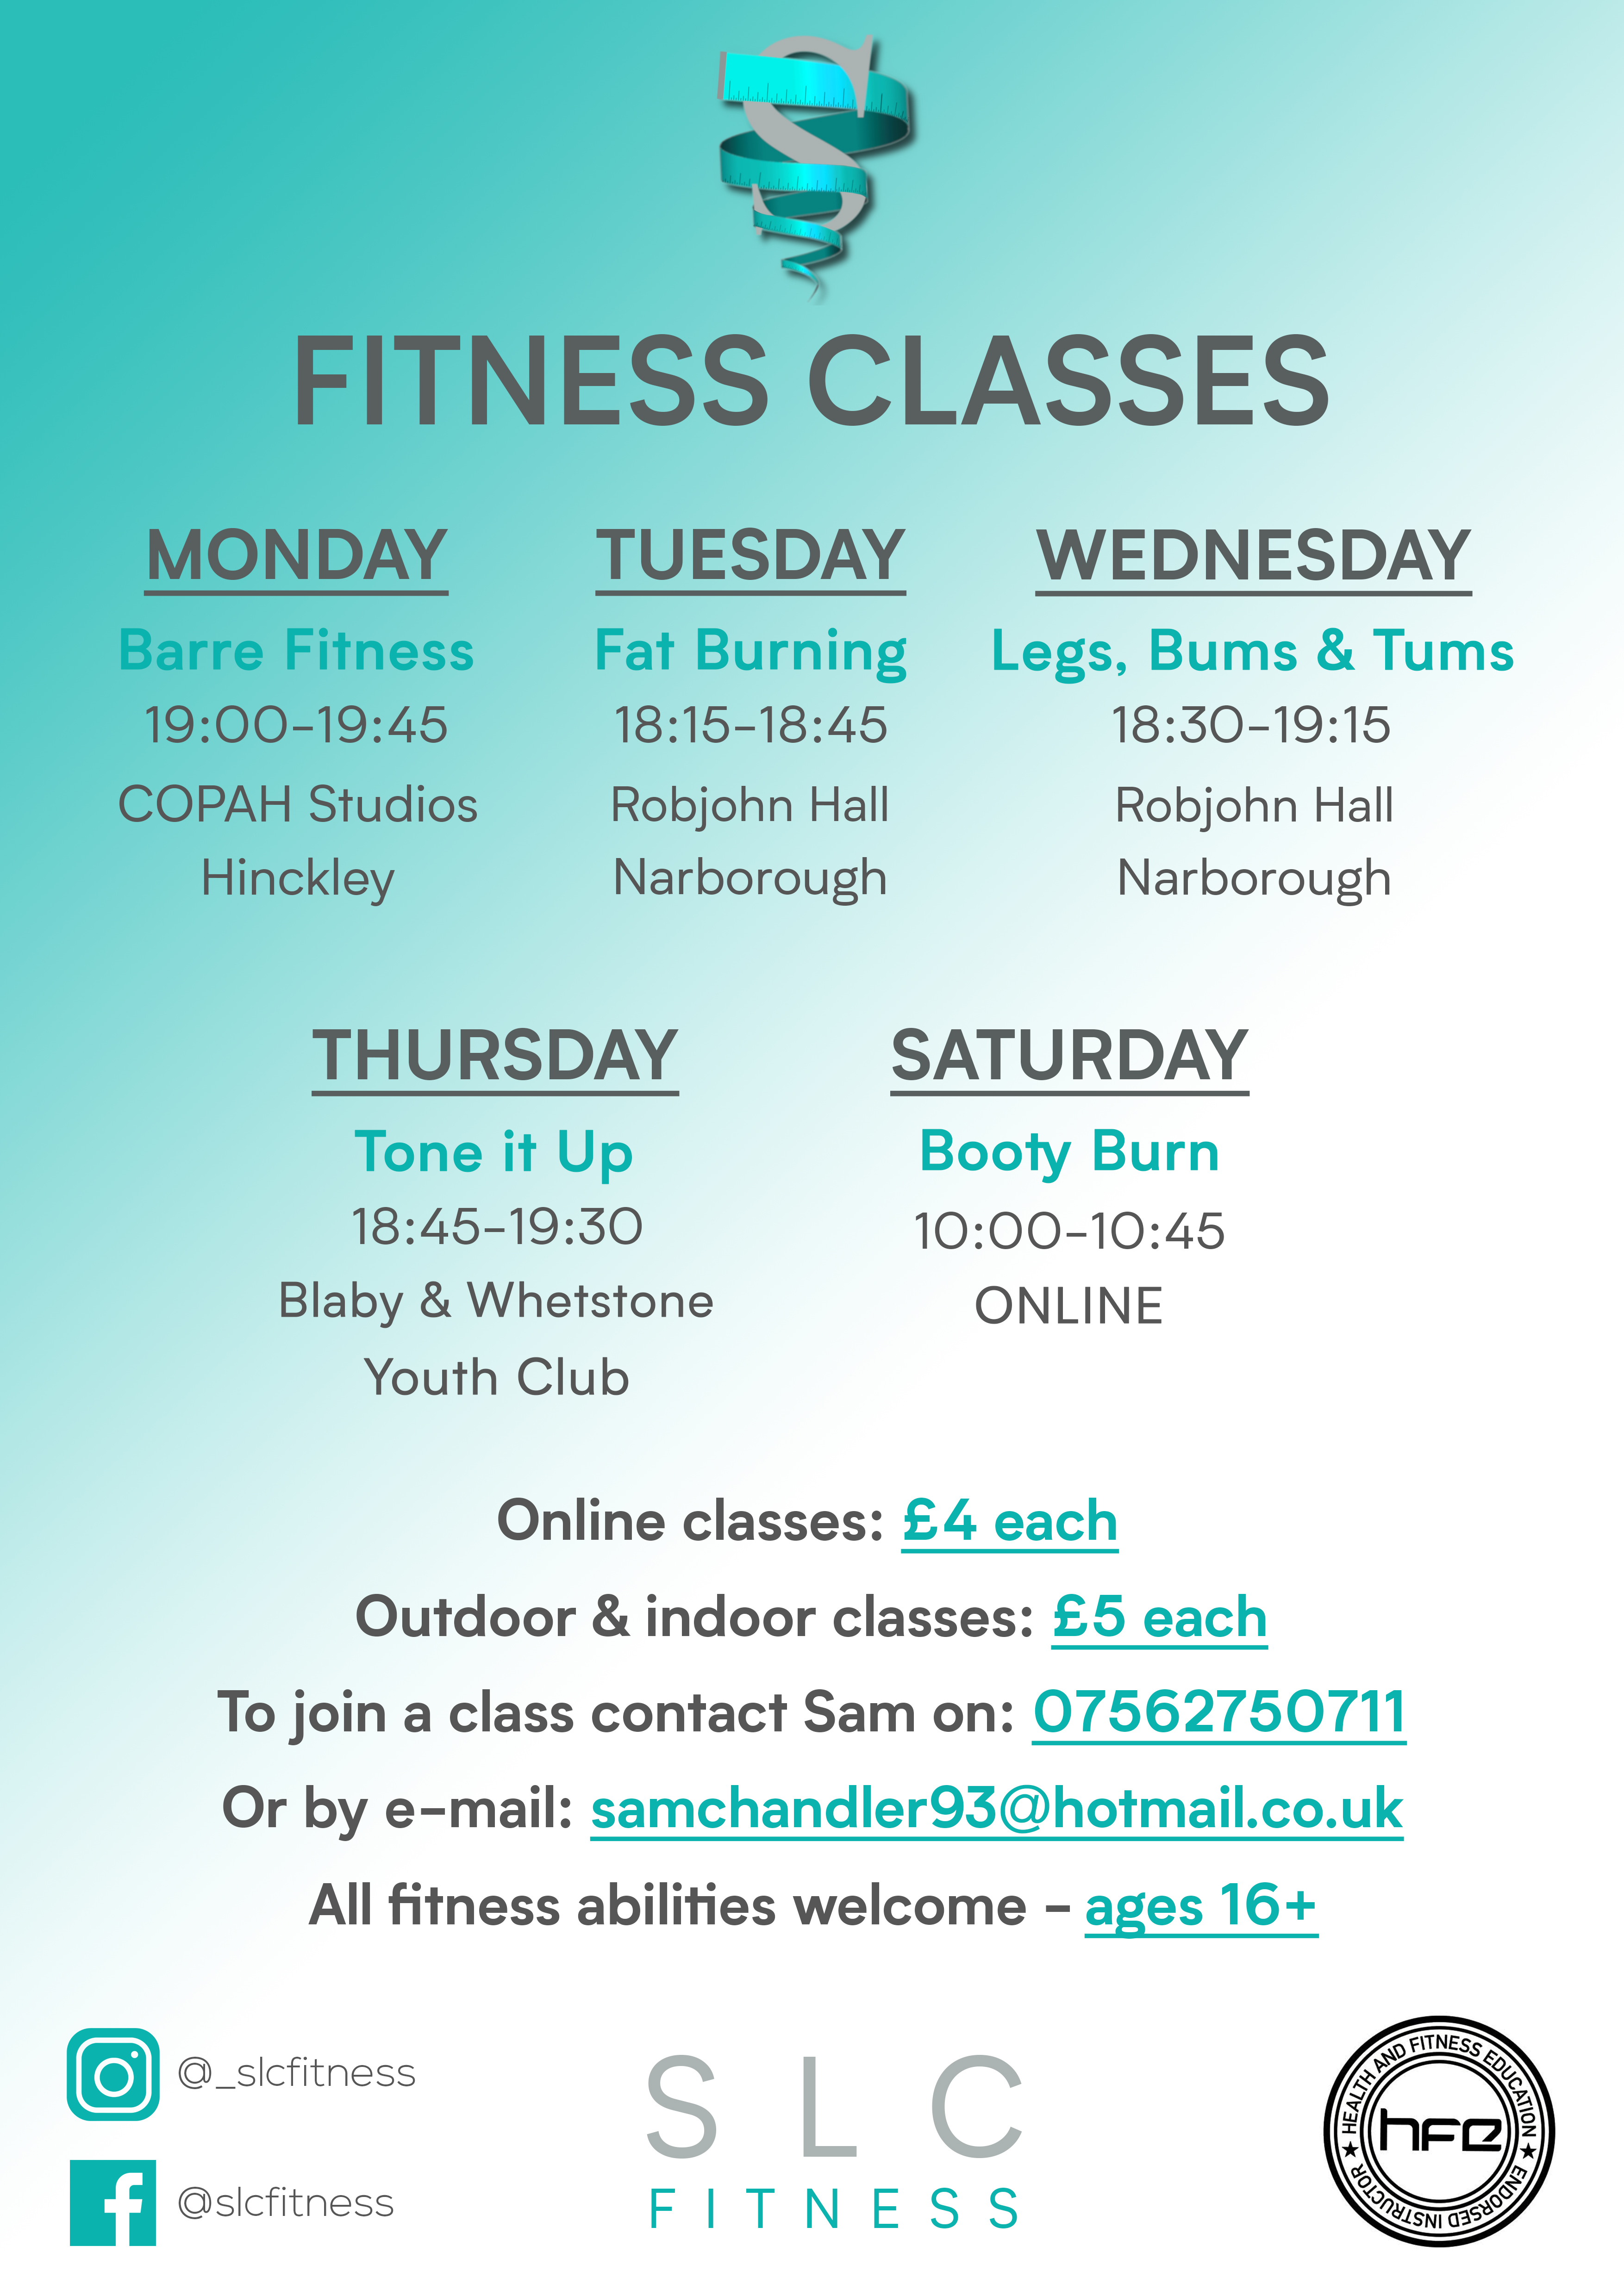 S
FITNESS CLASSES
MONDAY
Barre Fitness
19:00-19:45
COPAH Studios
Hinckley
TUESDAY
Fat Burning
18:15-18:45
Robjohn Hall
Narborough
WEDNESDAY
Legs, Bums & Tums
18:30-19:15
Robjohn Hall
Narborough
THURSDAY
Tone it Up
18:45-19:30
Blaby & Whetstone
Youth Club
SATURDAY
Booty Burn
10:00-10:45
ONLINE
Online classes: £4 each
Outdoor & indoor classes: £5 each
To join a class contact Sam on: 07562750711
Or by e-mail: samchandler93@hotmail.co.uk
All fitness abilities welcome - ages 16+
@_slcfitness
@slcfitness
SLC
FITNESS
HEALTH AND FITNESS EDUCATION
hfe
ENDORSED INSTRUCTOR